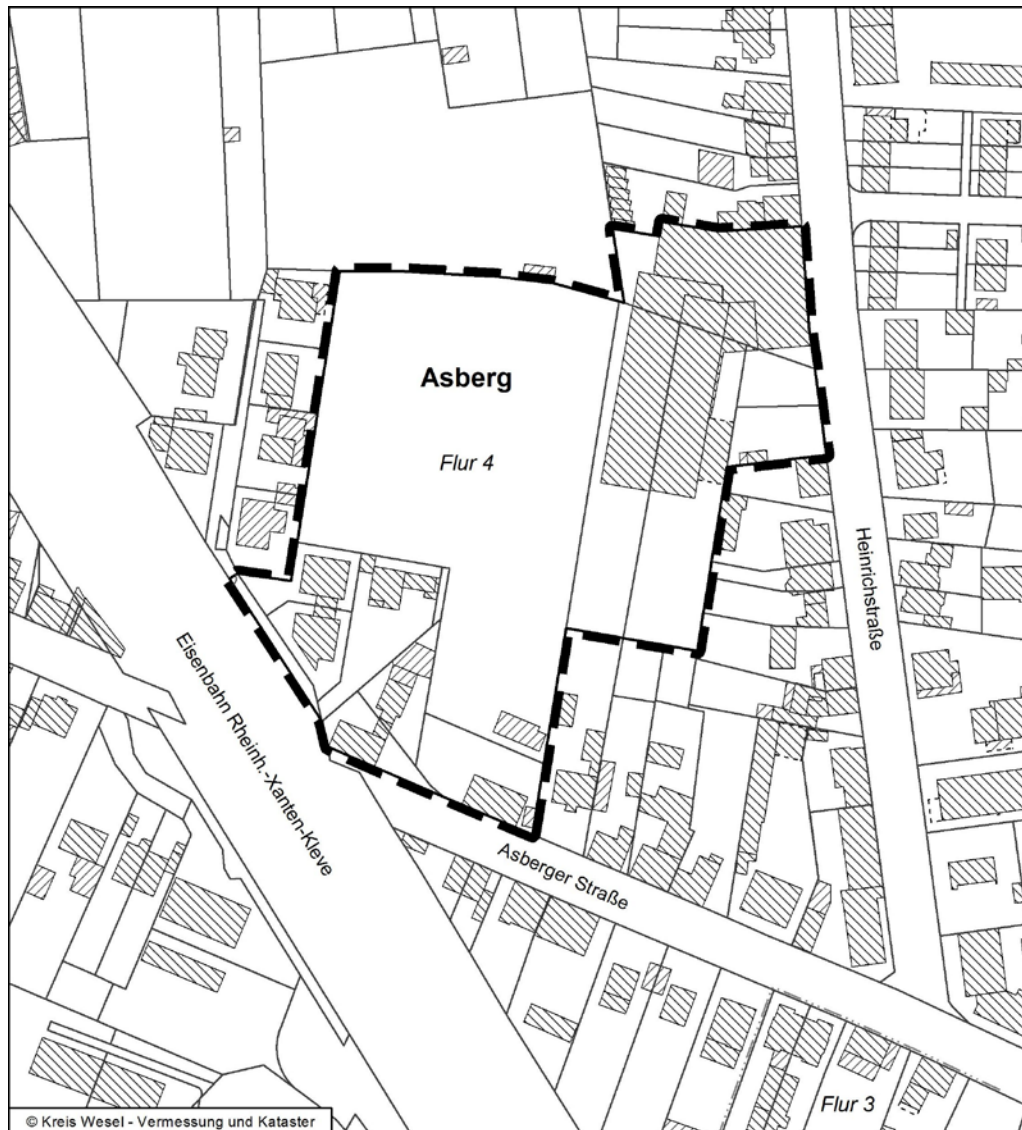 Asberg
Flur 4
Heinrichstraße
Eisenbahn Rheinh.-Xanten-Kleve
Asberger Straße
Flur 3
© Kreis Wesel - Vermessung und Kataster